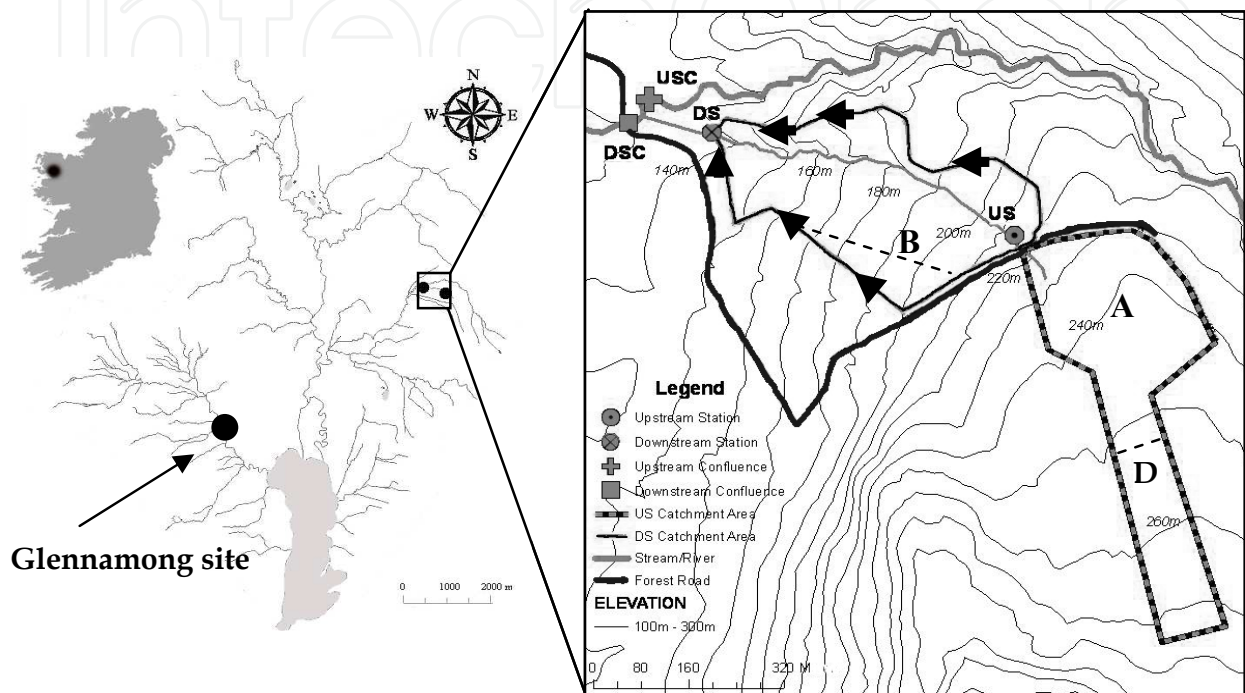 InTech
N
W
E
S
Glennamong site
0 1000 2000 m
USC
DS
DSC
140m
160m
180m
US
200m
B
220m
A
240m
D
260m
Legend
Upstream Station
Downstream Station
Upstream Confluence
Downstream Confluence
US Catchment Area
DS Catchment Area
Stream/River
Forest Road
ELEVATION
100m - 300m
0 80 160 320 M